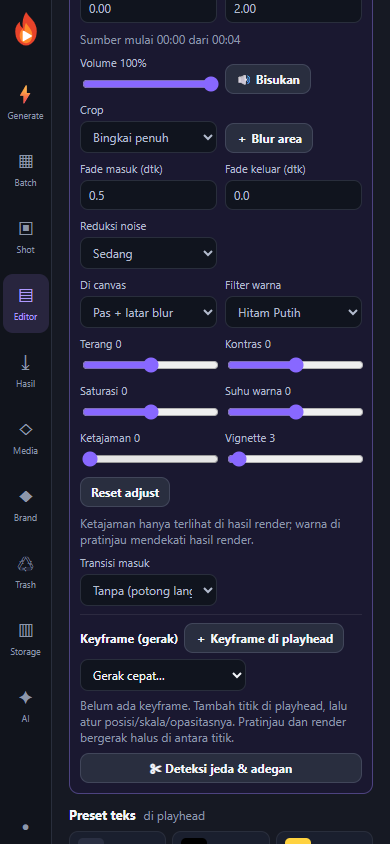 0.00
2.00
Sumber mulai 00:00 dari 00:04
Volume 100%
Bisukan
Crop
Bingkai penuh
+ Blur area
Fade masuk (dtk)
Fade keluar (dtk)
0.5
0.0
Reduksi noise
Sedang
Di canvas
Filter warna
Pas + latar blur
Hitam Putih
Terang 0
Kontras 0
Saturasi 0
Suhu warna 0
Ketajaman 0
Vignette 3
Reset adjust
Ketajaman hanya terlihat di hasil render; warna di
pratinjau mendekati hasil render.
Transisi masuk
Tanpa (potong lang
Keyframe (gerak)
+ Keyframe di playhead
Gerak cepat...
Belum ada keyframe. Tambah titik di playhead, lalu
atur posisi/skala/opasitasnya. Pratinjau dan render
bergerak halus di antara titik.
Deteksi jeda & adegan
Preset teks di playhead
Generate
Batch
Shot
Editor
Hasil
Media
Brand
Trash
Storage
AI